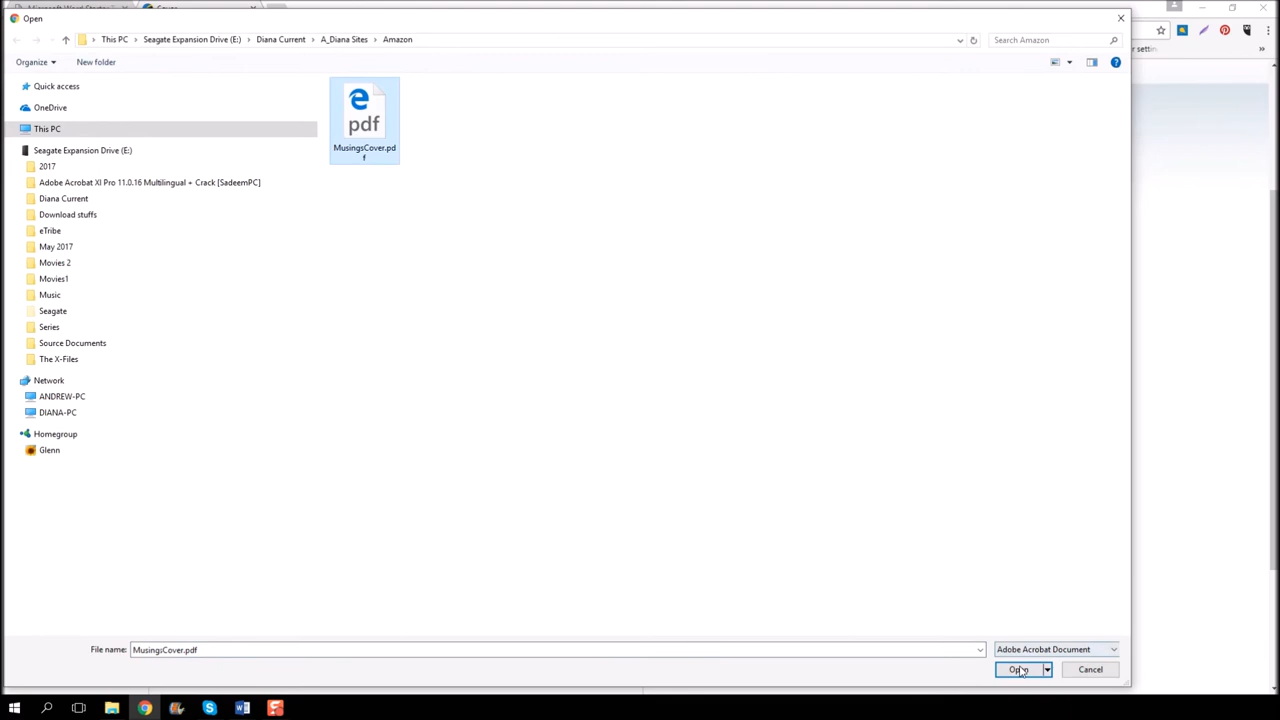 Open
This PC
Seagate Expansion Drive (E:)
Diana Current
A_Diana Sites
Amazon
Search Amazon
Organize
New folder
Quick access
OneDrive
This PC
Seagate Expansion Drive (E:)
2017
Adobe Acrobat XI Pro 11.0.16 Multilingual + Crack [SadeemPC]
Diana Current
Download stuffs
eTribe
May 2017
Movies 2
Movies1
Music
Seagate
Series
Source Documents
The X-Files
Network
ANDREW-PC
DIANA-PC
Homegroup
Glenn
pdf
MusingsCover.pd
f
File name:
MusingsCover.pdf
Adobe Acrobat Document
Open
Cancel